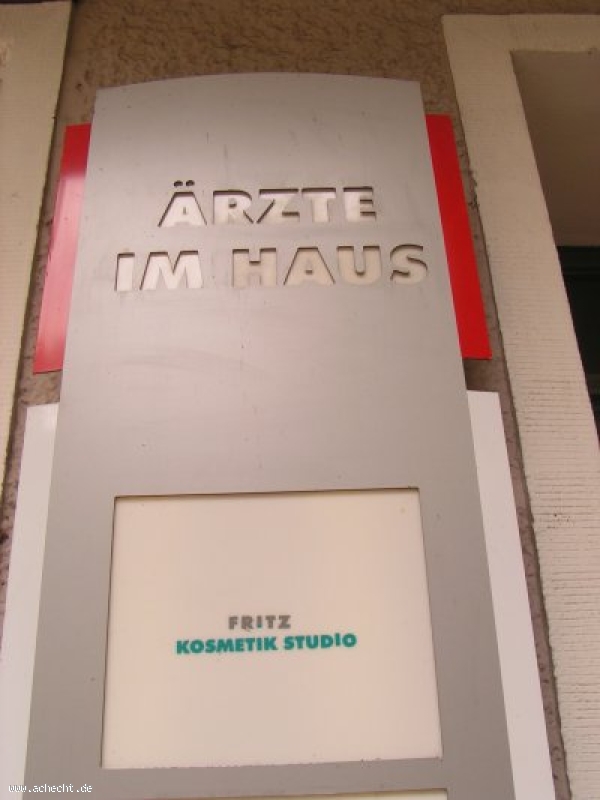 ÄRZTE
IM HAUS
FRITZ
KOSMETIK STUDIO
www.achecht.de